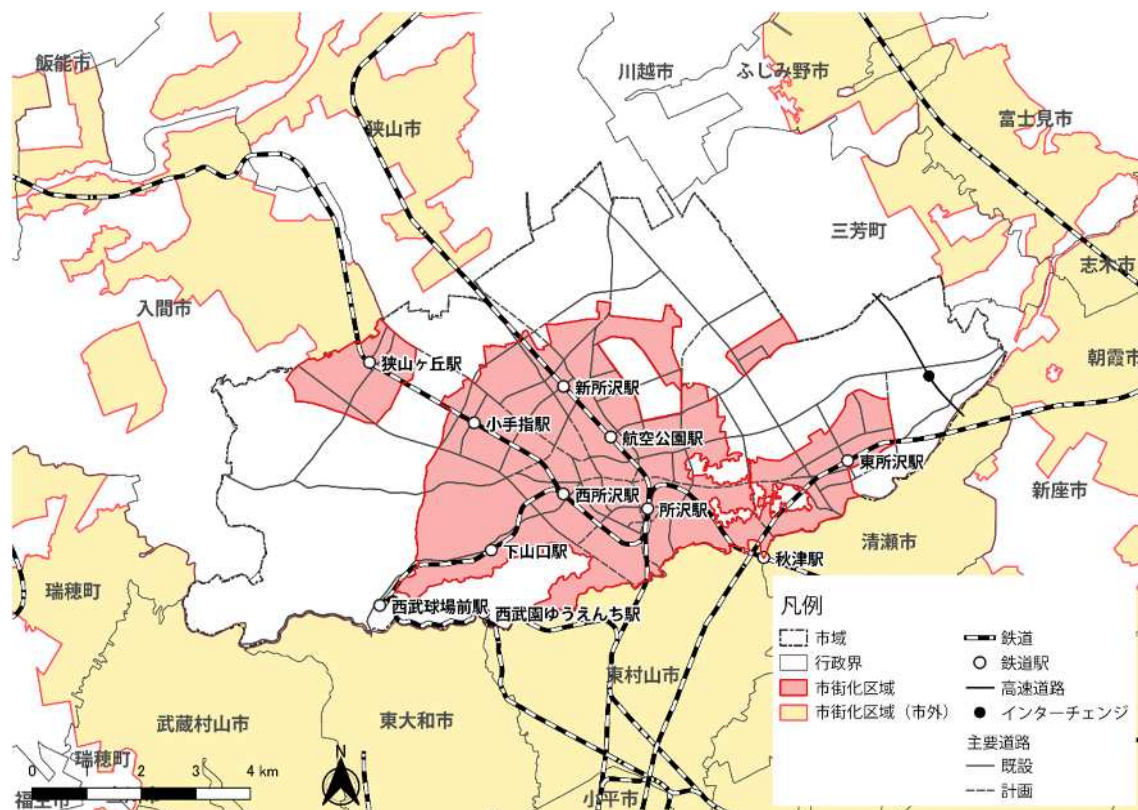 飯能市
川越市
ふじみ野市
富士見市
狭山市
三芳町
志木市
入間市
朝霞市
狭山ヶ丘駅
新所沢駅
小手指駅
航空公園駅
東所沢駅
新座市
西所沢駅
所沢駅
清瀬市
下山口駅
秋津駅
瑞穂町
西武球場前駅
西武園ゆうえんち駅
東村山市
武蔵村山市
東大和市
瑞穂町
小平市
凡例
市域
行政界
市街化区域
市街化区域（市外）
鉄道
鉄道駅
高速道路
インターチェンジ
主要道路
既設
計画
N
0 1 2 3 4 km